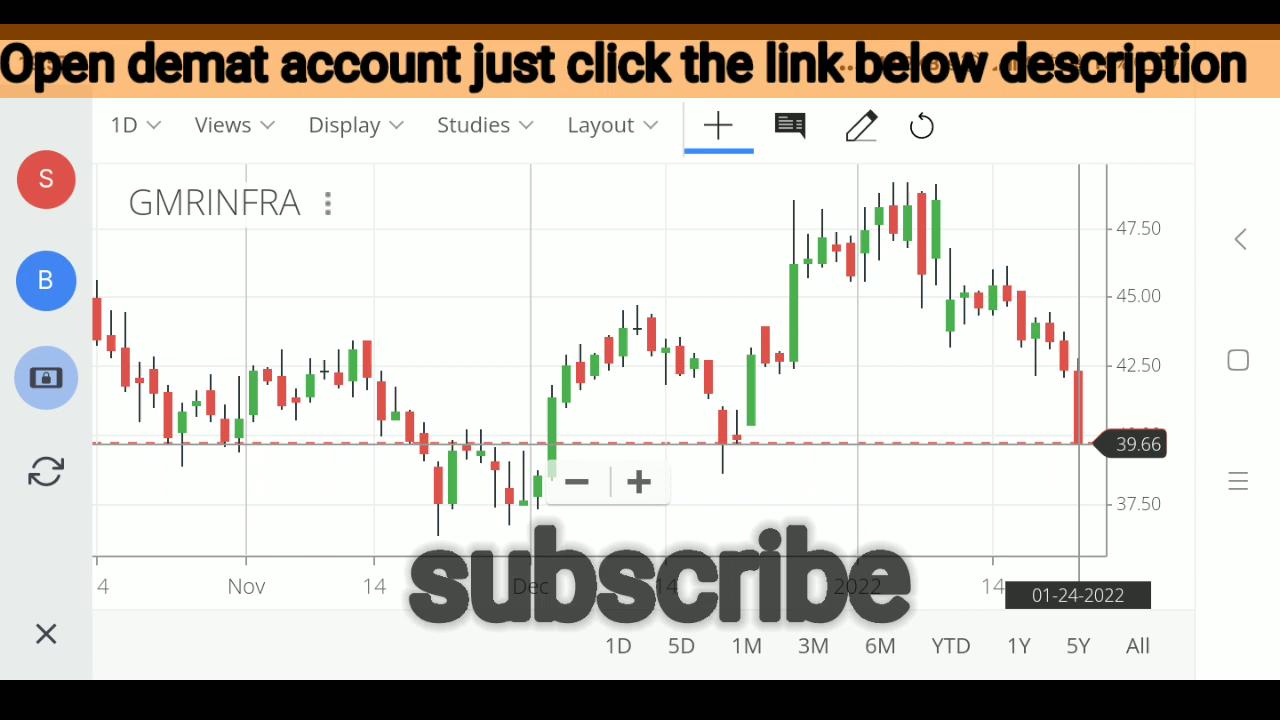 Open demat account just click the link below description
1D Views Display Studies Layout
S
GMRINFRA
47.50
B
45.00
42.50
39.66
37.50
subscribe
4 Nov 14 Dec 14 2022 14
01-24-2022
1D 5D 1M 3M 6M YTD 1Y 5Y All